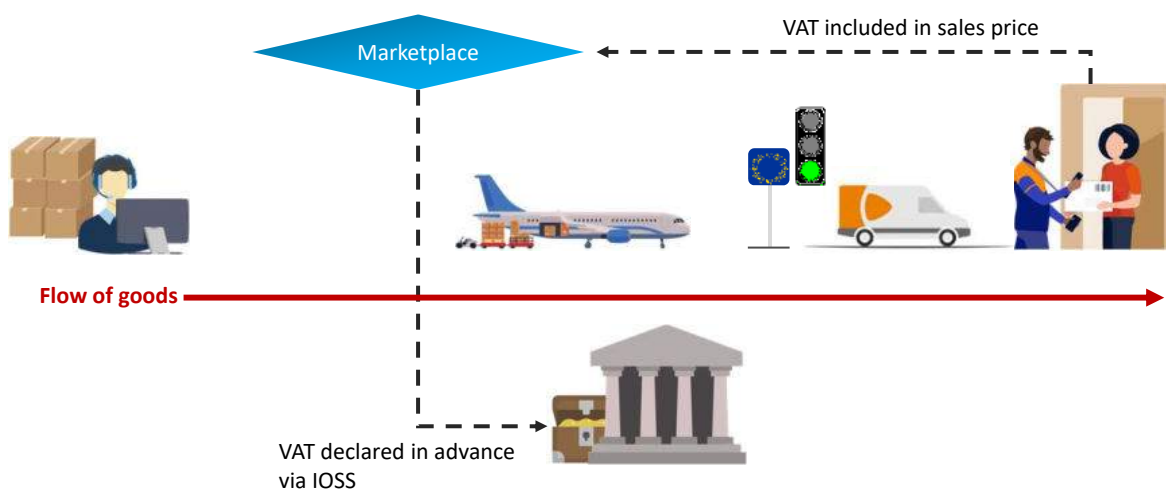 VAT included in sales price
Marketplace
Flow of goods
VAT declared in advance
via IOSS